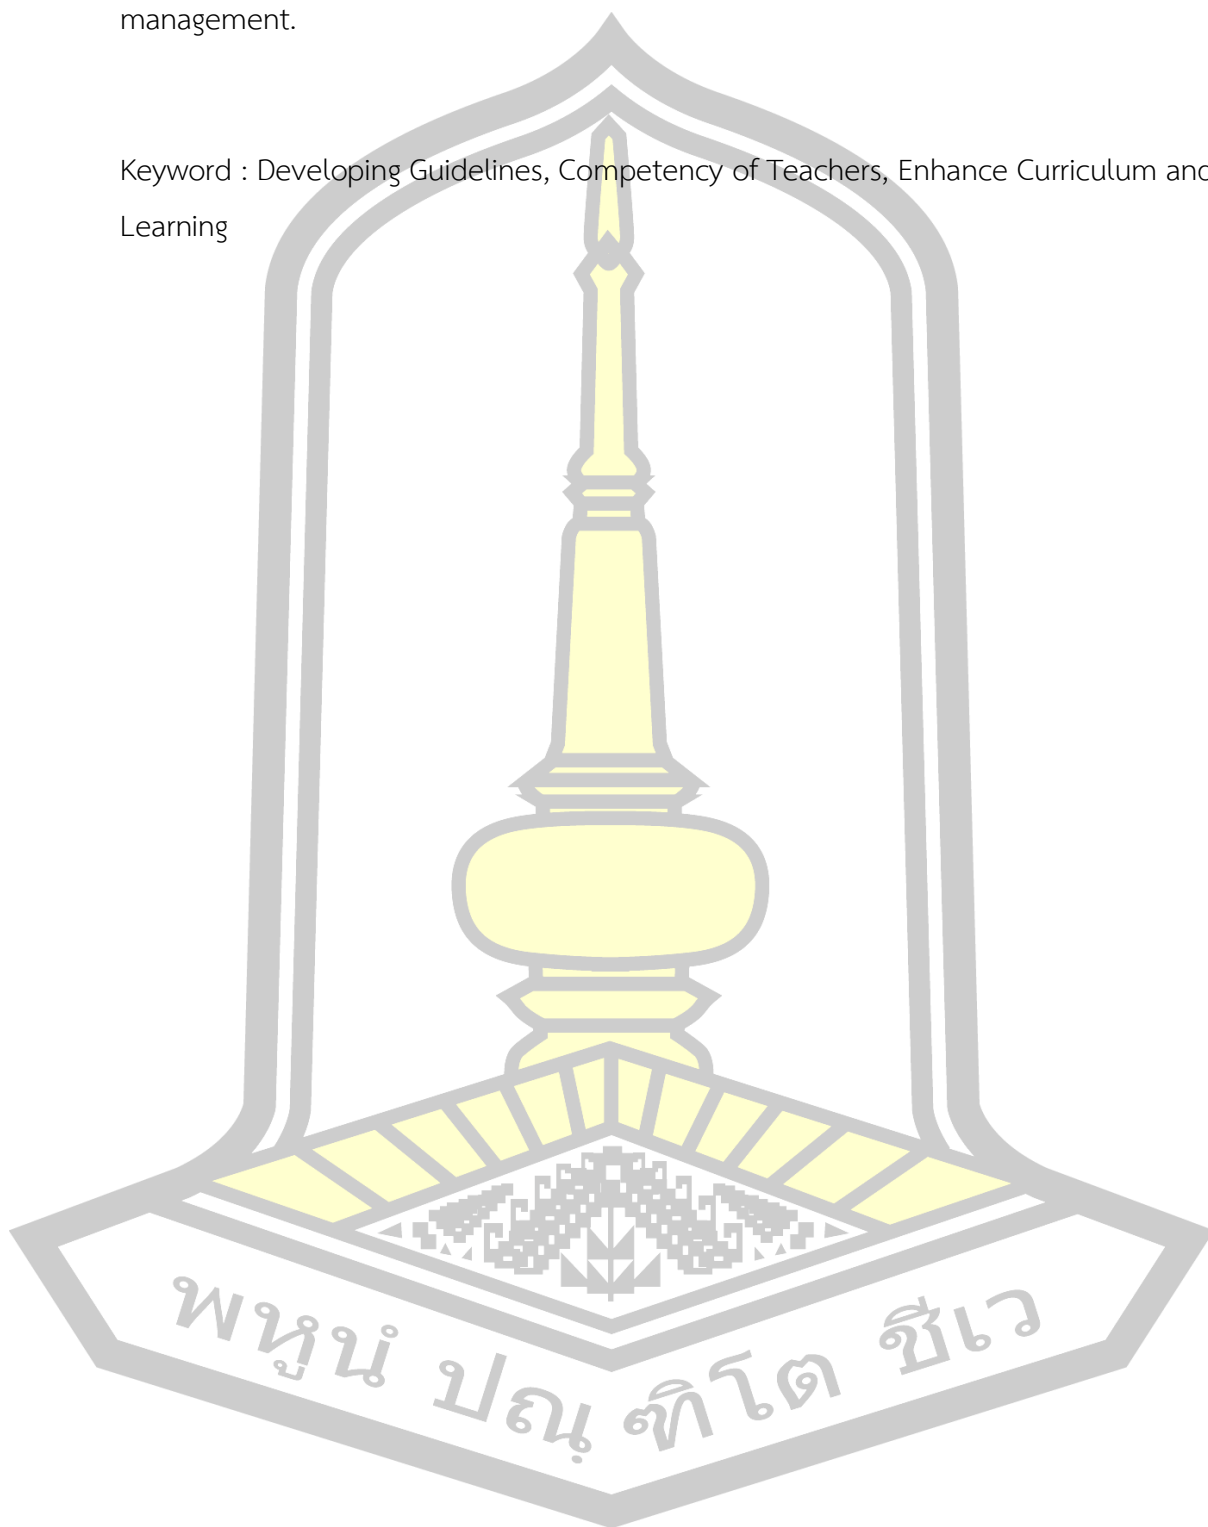 management.
Keyword : Developing Guidelines, Competency of Teachers, Enhance Curriculum and
Learning
พหูนํ ปณฺฑิโต ชีเว